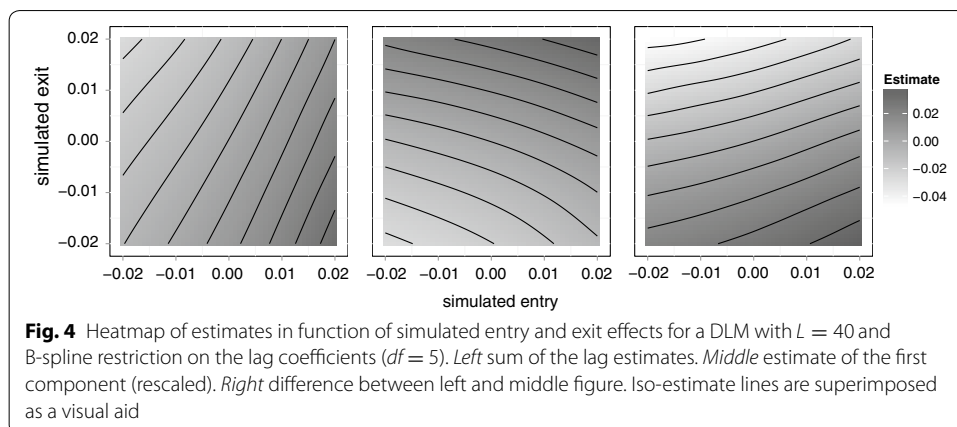 0.02
0.01
0.00
−0.01
−0.02
simulated exit
−0.02 −0.01 0.00 0.01 0.02
−0.02 −0.01 0.00 0.01 0.02
−0.02 −0.01 0.00 0.01 0.02
simulated entry
Estimate
0.02
0.00
−0.02
−0.04
Fig. 4 Heatmap of estimates in function of simulated entry and exit effects for a DLM with L = 40 and
B-spline restriction on the lag coefficients (df = 5). Left sum of the lag estimates. Middle estimate of the first
component (rescaled). Right difference between left and middle figure. Iso-estimate lines are superimposed
as a visual aid